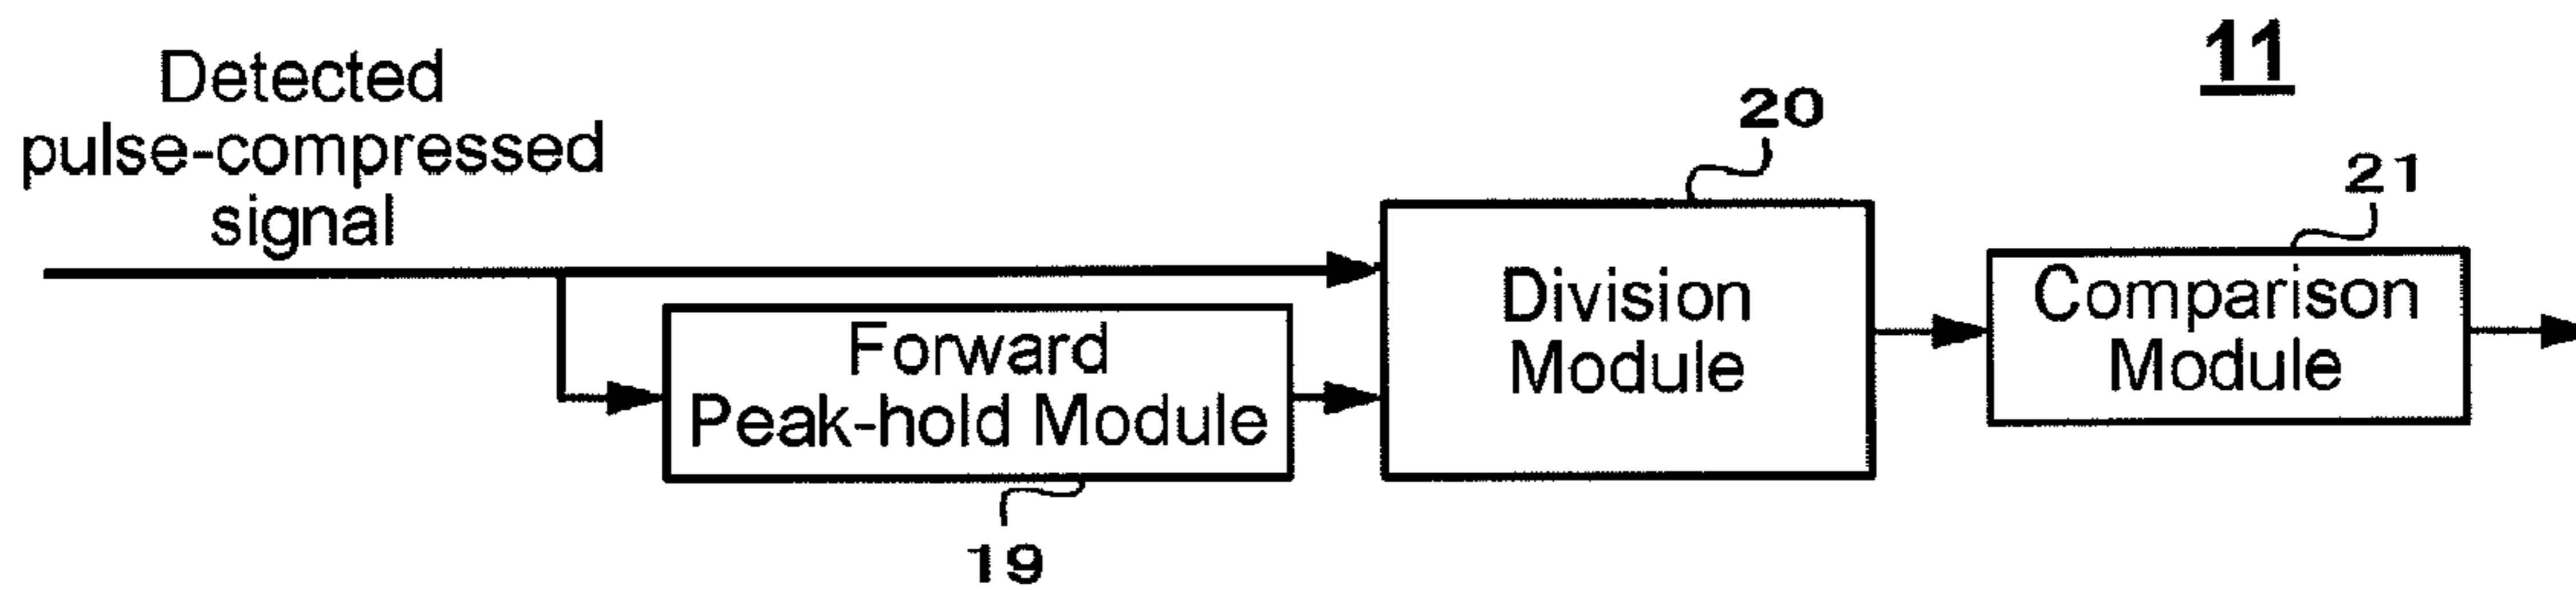 11
Detected
pulse-compressed
signal
20
21
Division
Module
Comparison
Module
Forward
Peak-hold Module
19